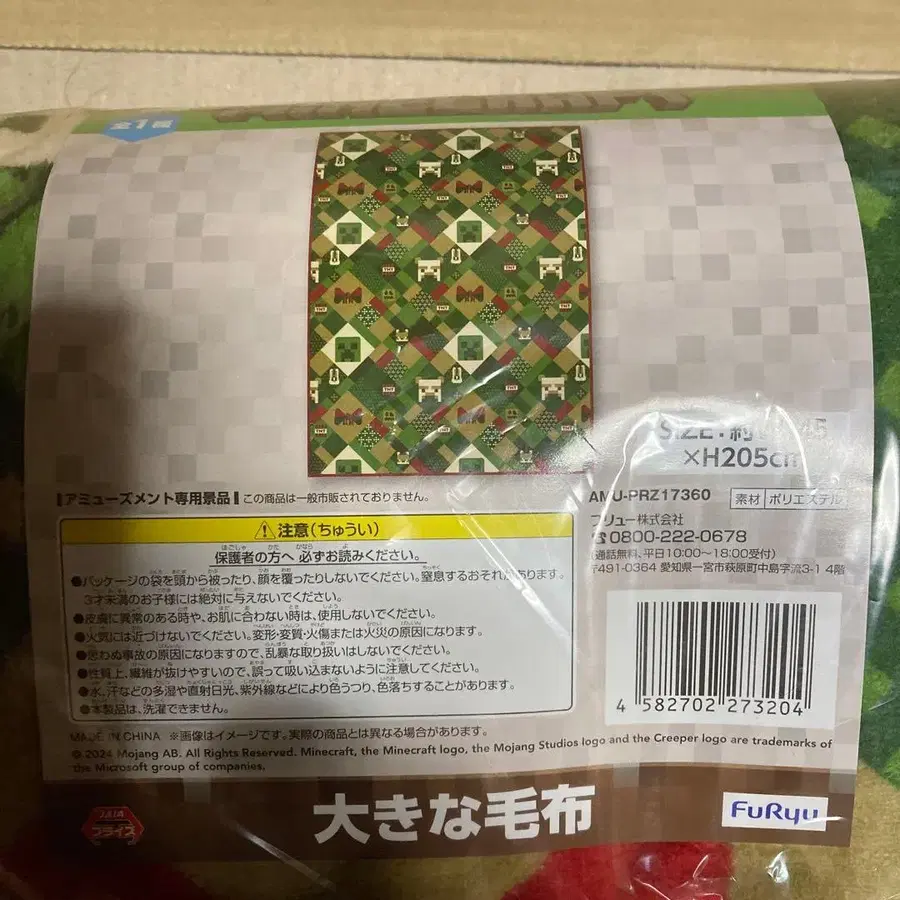 全1種
MINECRAFT
SIZE:約 45
×H205cm
アミューズメント専用景品 この商品は一般市販されておりません。
AMU-PRZ17360 素材 ポリエステル
フリュー株式会社
☎0800-222-0678
(通話無料、平日10:00~18:00受付)
〒491-0364 愛知県一宮市萩原町中島字流3-1 4階
⚠注意(ちゅうい)
保護者の方へ 必ずお読みください。
●パッケージの袋を頭から被ったり、顔を覆ったりしないでください。窒息するおそれがあります。
3才未満のお子様には絶対に与えないでください。
●皮膚に異常のある時や、お肌に合わない時は、使用しないでください。
●火気には近づけないでください。変形・変質・火傷または火災の原因になります。
●思わぬ事故の原因になりますので、乱暴な取り扱いはしないでください。
●性質上、繊維が抜けやすいので、誤って吸い込まないように注意してください。
●水、汗などの多湿や直射日光、紫外線などにより色うつり、色落ちすることがあります。
●本製品は、洗濯できません。
4 582702 273204
MADE IN CHINA ※画像はイメージです。実際の商品とは異なる場合があります。
© 2024 Mojang AB. All Rights Reserved. Minecraft, the Minecraft logo, the Mojang Studios logo and the Creeper logo are trademarks of
the Microsoft group of companies.
JAIA
プライズ
大きな毛布
FuRyu